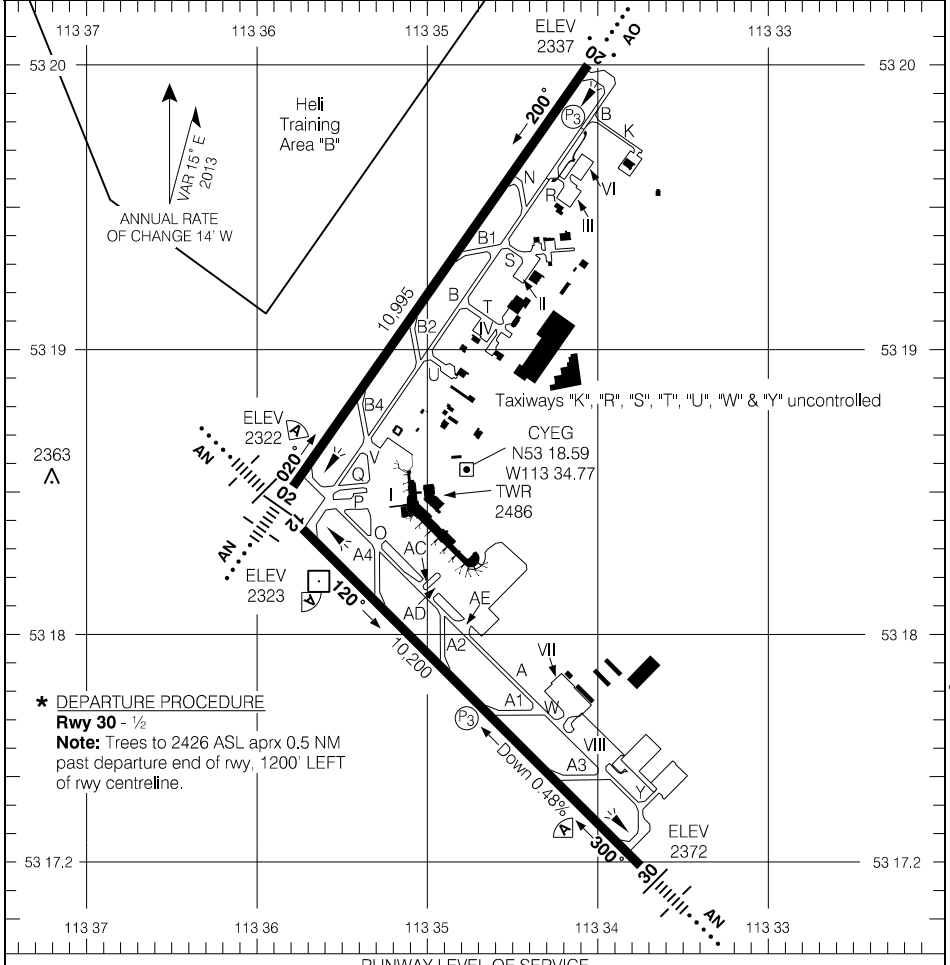 113 37
113 36
113 35
113 33
ELEV
2337
AO
20
53 20
53 20
Heli
Training
Area "B"
VAR 15° E
2013
ANNUAL RATE
OF CHANGE 14' W
200°
P3
B
K
VI
N
R
III
B1
S
II
B
T
IV
10,995
B2
53 19
53 19
U
Taxiways "K", "R", "S", "T", "U", "W" & "Y" uncontrolled
B4
ELEV
2322
A
CYEG
N53 18.59
W113 34.77
2363
AN
020°
02
V
Q
P
I
TWR
2486
12
AN
O
A4
AC
ELEV
2323
A
120°
AD
AE
53 18
53 18
10,200
A2
VII
A
A1
W
* DEPARTURE PROCEDURE
Rwy 30 - ½
Note: Trees to 2426 ASL aprx 0.5 NM
past departure end of rwy, 1200' LEFT
of rwy centreline.
P3
VIII
Down 0.48%
A3
Y
A
ELEV
2372
300°
53 17.2
53 17.2
30
AN
113 37
113 36
113 35
113 34
113 33
RUNWAY LEVEL OF SERVICE